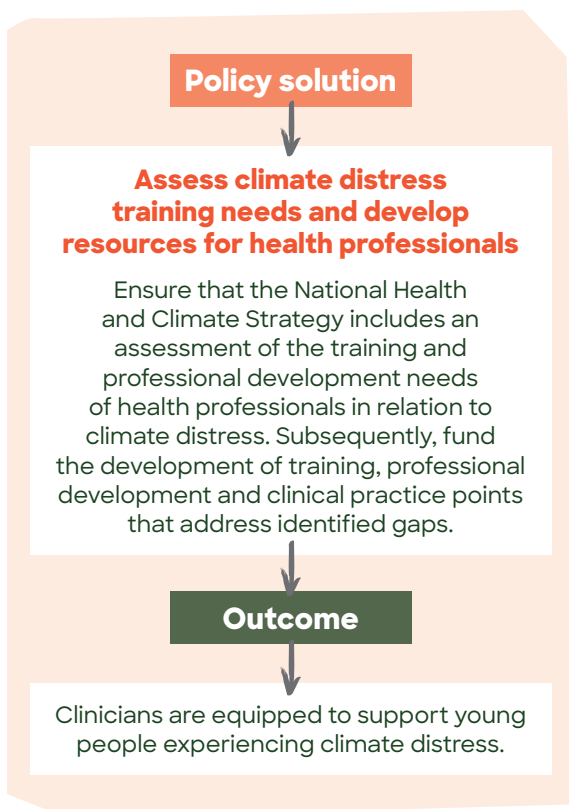 Policy solution
Assess climate distress
training needs and develop
resources for health professionals
Ensure that the National Health
and Climate Strategy includes an
assessment of the training and
professional development needs
of health professionals in relation to
climate distress. Subsequently, fund
the development of training, professional
development and clinical practice points
that address identified gaps.
Outcome
Clinicians are equipped to support young
people experiencing climate distress.